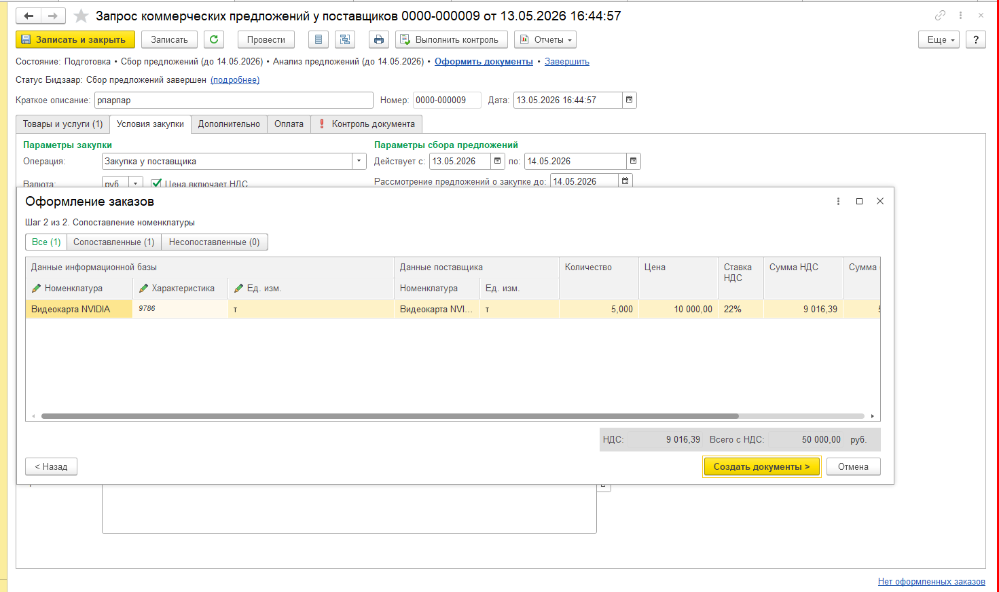 Запрос коммерческих предложений у поставщиков 0000-000009 от 13.05.2026 16:44:57
Записать и закрыть Записать Провести Выполнить контроль Отчеты Еще ?
Состояние: Подготовка • Сбор предложений (до 14.05.2026) • Анализ предложений (до 14.05.2026) • Оформить документы • Завершить
Статус Бидзаар: Сбор предложений завершен (подробнее)
Краткое описание: рпарпар Номер: 0000-000009 Дата: 13.05.2026 16:44:57
Товары и услуги (1) Условия закупки Дополнительно Оплата Контроль документа
Параметры закупки Параметры сбора предложений
Операция: Закупка у поставщика Действует с: 13.05.2026 по: 14.05.2026
Валюта: руб. Цена включает НДС Рассмотрение предложений о закупке до: 14.05.2026
Оформление заказов
Шаг 2 из 2. Сопоставление номенклатуры
Все (1) Сопоставленные (1) Несопоставленные (0)
Данные информационной базы Данные поставщика Количество Цена Ставка НДС Сумма НДС Сумма
Номенклатура Характеристика Ед. изм. Номенклатура Ед. изм.
Видеокарта NVIDIA 9786 т Видеокарта NVI... т 5,000 10 000,00 22% 9 016,39
НДС: 9 016,39 Всего с НДС: 50 000,00 руб.
< Назад Создать документы > Отмена
Нет оформленных заказов